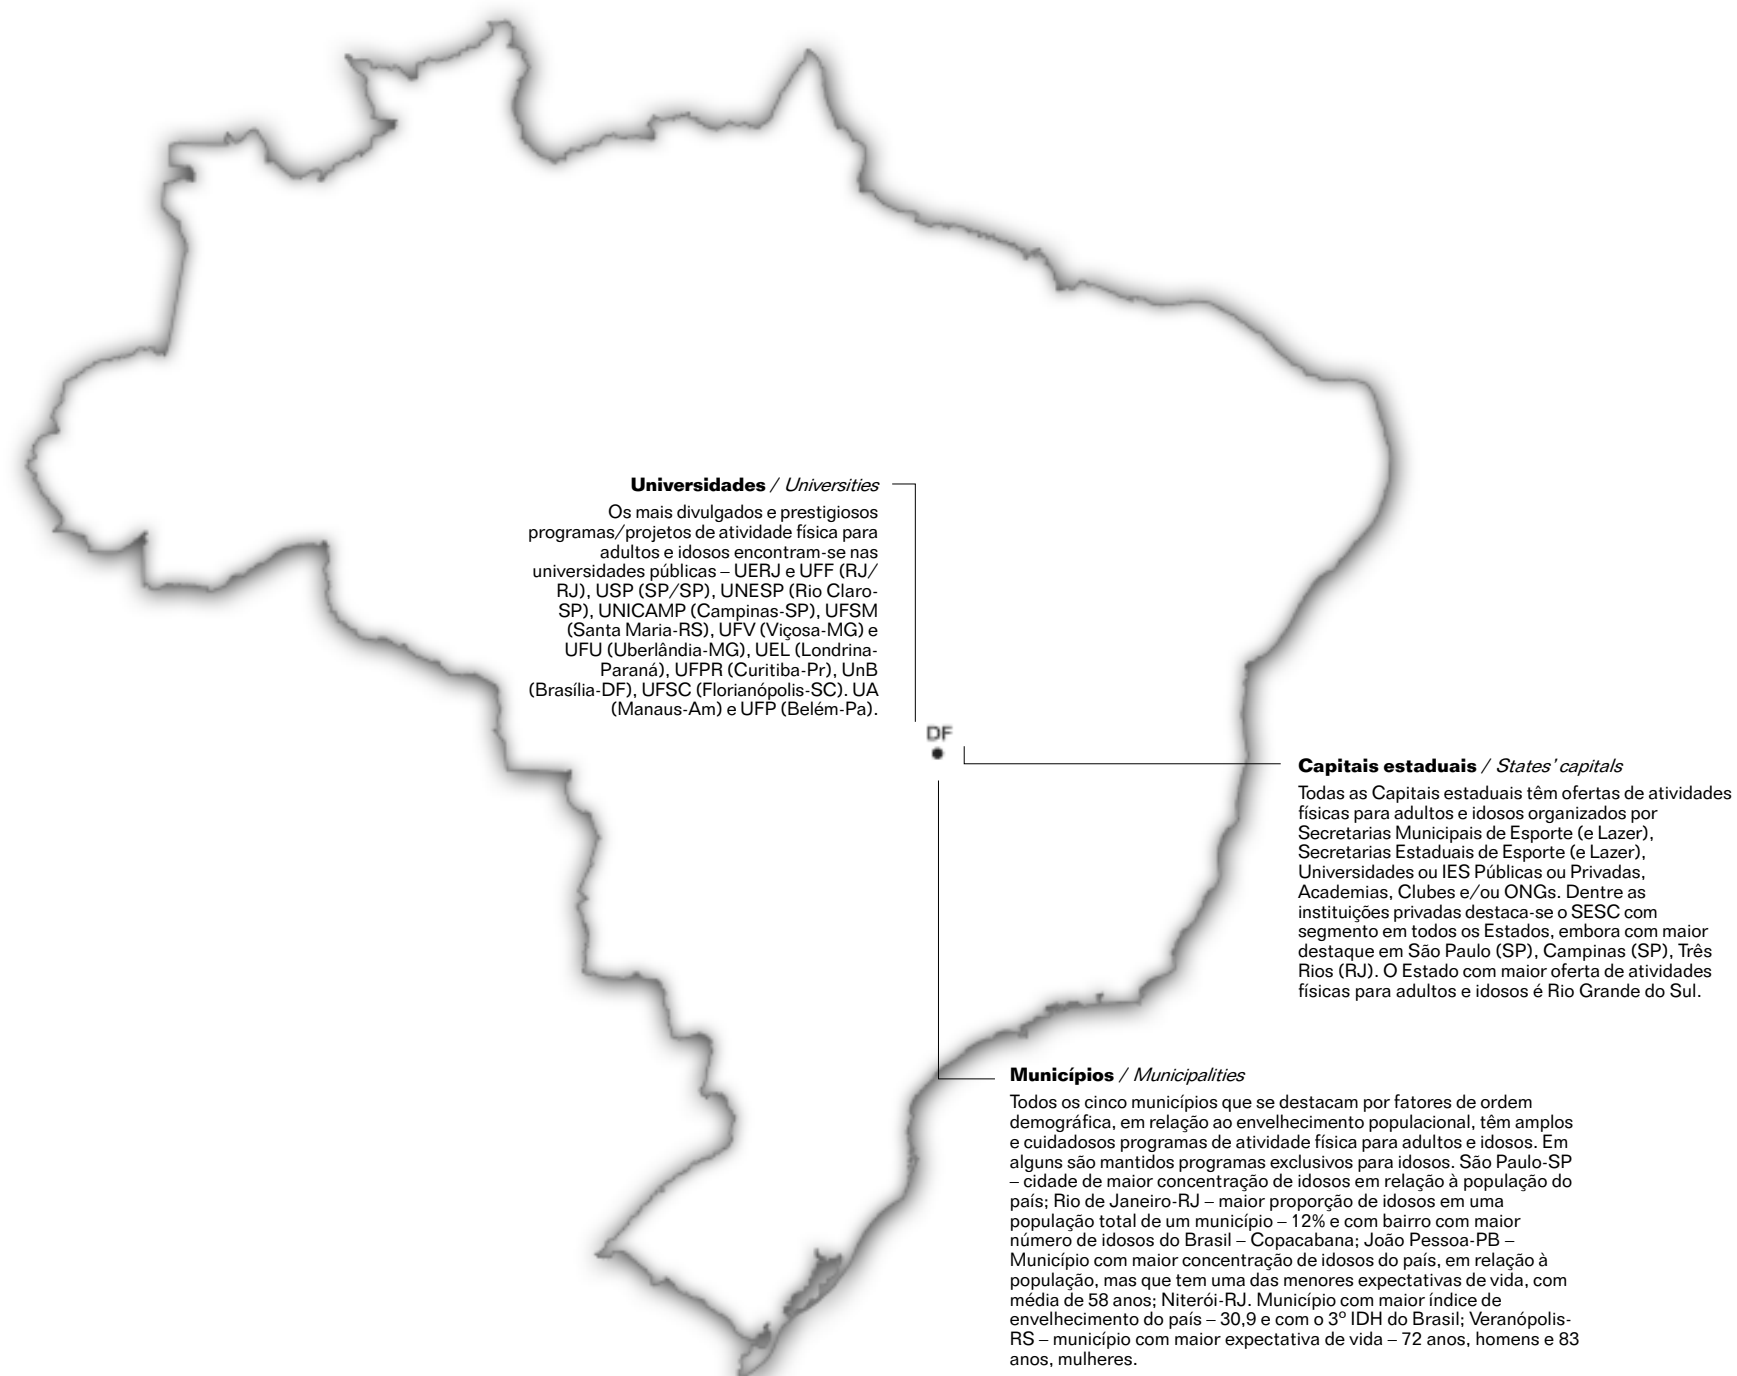 Universidades / Universities
Os mais divulgados e prestigiosos
programas/projetos de atividade física para
adultos e idosos encontram-se nas
universidades públicas – UERJ e UFF (RJ/
RJ), USP (SP/SP), UNESP (Rio Claro-
SP), UNICAMP (Campinas-SP), UFSM
(Santa Maria-RS), UFV (Viçosa-MG) e
UFU (Uberlândia-MG), UEL (Londrina-
Paraná), UFPR (Curitiba-Pr), UnB
(Brasília-DF), UFSC (Florianópolis-SC). UA
(Manaus-Am) e UFP (Belém-Pa).
DF
Capitais estaduais / States' capitals
Todas as Capitais estaduais têm ofertas de atividades
físicas para adultos e idosos organizados por
Secretarias Municipais de Esporte (e Lazer),
Secretarias Estaduais de Esporte (e Lazer),
Universidades ou IES Públicas ou Privadas,
Academias, Clubes e/ou ONGs. Dentre as
instituições privadas destaca-se o SESC com
segmento em todos os Estados, embora com maior
destaque em São Paulo (SP), Campinas (SP), Três
Rios (RJ). O Estado com maior oferta de atividades
físicas para adultos e idosos é Rio Grande do Sul.
Municípios / Municipalities
Todos os cinco municípios que se destacam por fatores de ordem
demográfica, em relação ao envelhecimento populacional, têm amplos
e cuidadosos programas de atividade física para adultos e idosos. Em
alguns são mantidos programas exclusivos para idosos. São Paulo-SP
– cidade de maior concentração de idosos em relação à população do
país; Rio de Janeiro-RJ – maior proporção de idosos em uma
população total de um município – 12% e com bairro com maior
número de idosos do Brasil – Copacabana; João Pessoa-PB –
Município com maior concentração de idosos do país, em relação à
população, mas que tem uma das menores expectativas de vida, com
média de 58 anos; Niterói-RJ. Município com maior índice de
envelhecimento do país – 30,9 e com o 3º IDH do Brasil; Veranópolis-
RS – município com maior expectativa de vida – 72 anos, homens e 83
anos, mulheres.